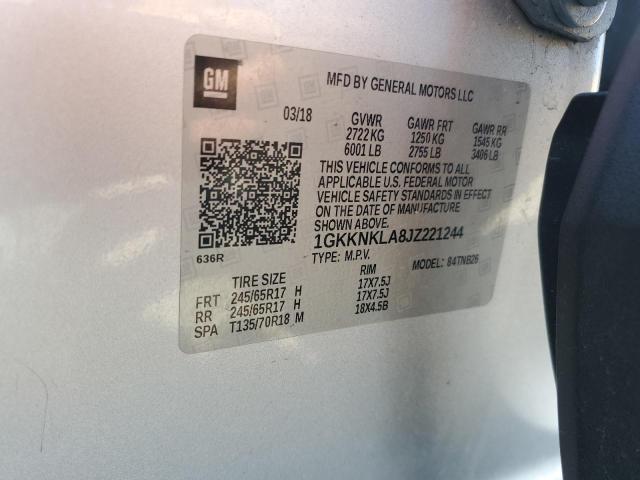 GM
MFD BY GENERAL MOTORS LLC
03/18 GVWR GAWR FRT GAWR RR
2722 KG 1250 KG 1545 KG
6001 LB 2755 LB 3406 LB
THIS VEHICLE CONFORMS TO ALL
APPLICABLE U.S. FEDERAL MOTOR
VEHICLE SAFETY STANDARDS IN EFFECT
ON THE DATE OF MANUFACTURE
SHOWN ABOVE.
636R
1GKKNKLA8JZ221244
TYPE: M.P.V. MODEL: 84TNB26
TIRE SIZE RIM
FRT 245/65R17 H 17X7.5J
RR 245/65R17 H 17X7.5J
SPA T135/70R18 M 18X4.5B